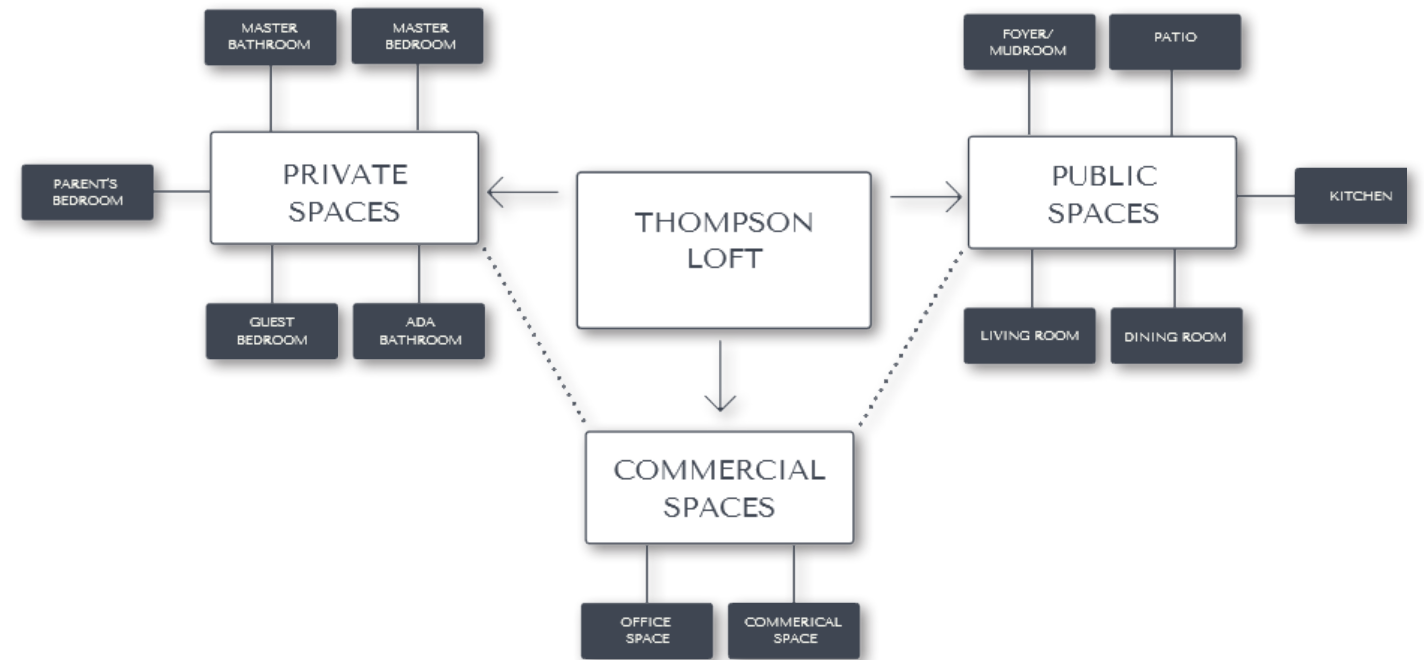 MASTER
BATHROOM
MASTER
BEDROOM
FOYER/
MUDROOM
PATIO
PARENT'S
BEDROOM
PRIVATE
SPACES
THOMPSON
LOFT
PUBLIC
SPACES
KITCHEN
GUEST
BEDROOM
ADA
BATHROOM
LIVING ROOM
DINING ROOM
COMMERCIAL
SPACES
OFFICE
SPACE
COMMERICAL
SPACE